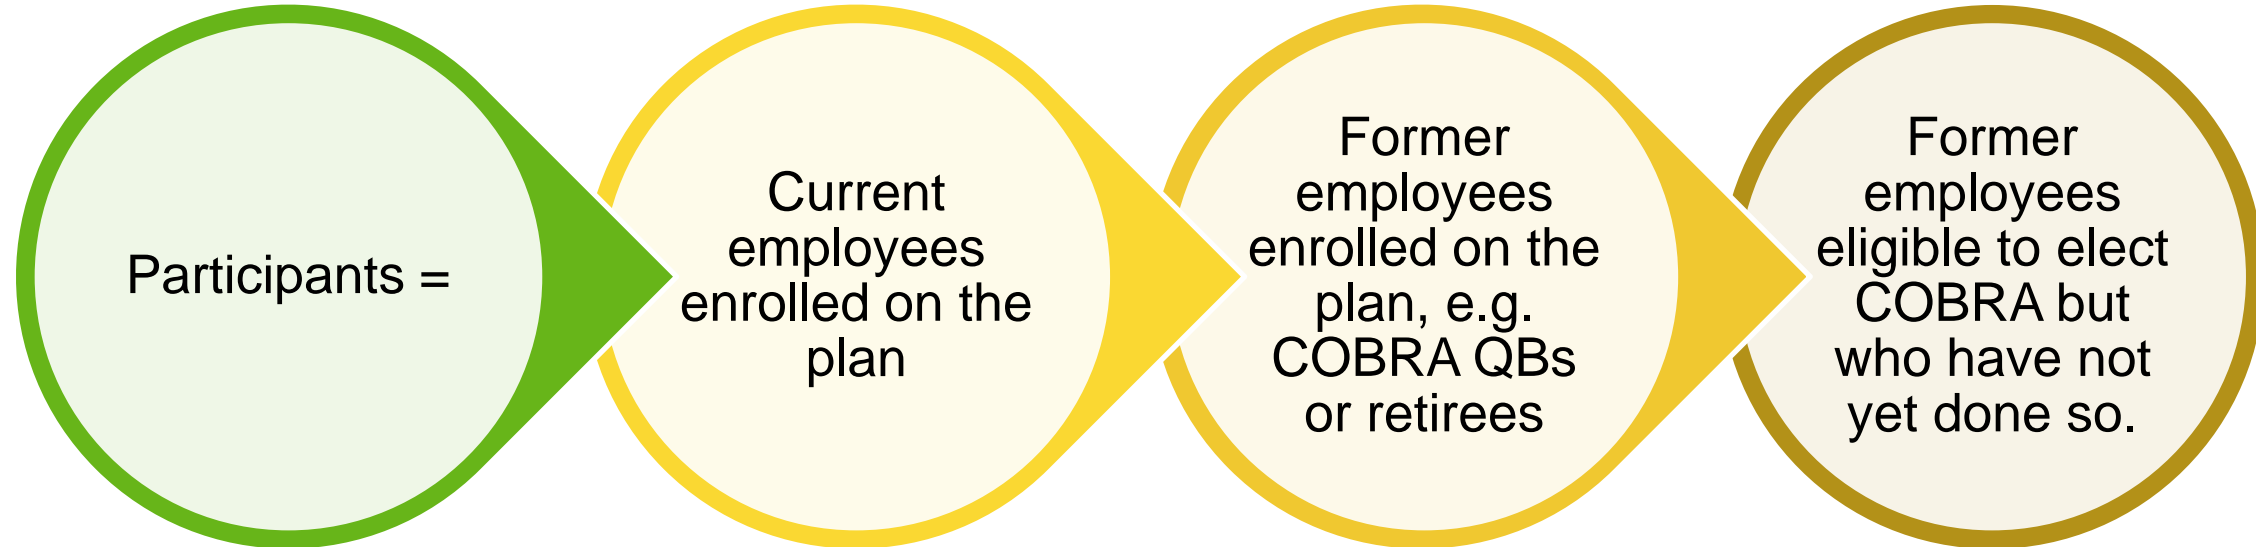 Participants =
Current
employees
enrolled on the
plan
Former
employees
enrolled on the
plan, e.g.
COBRA QBs
or retirees
Former
employees
eligible to elect
COBRA but
who have not
yet done so.